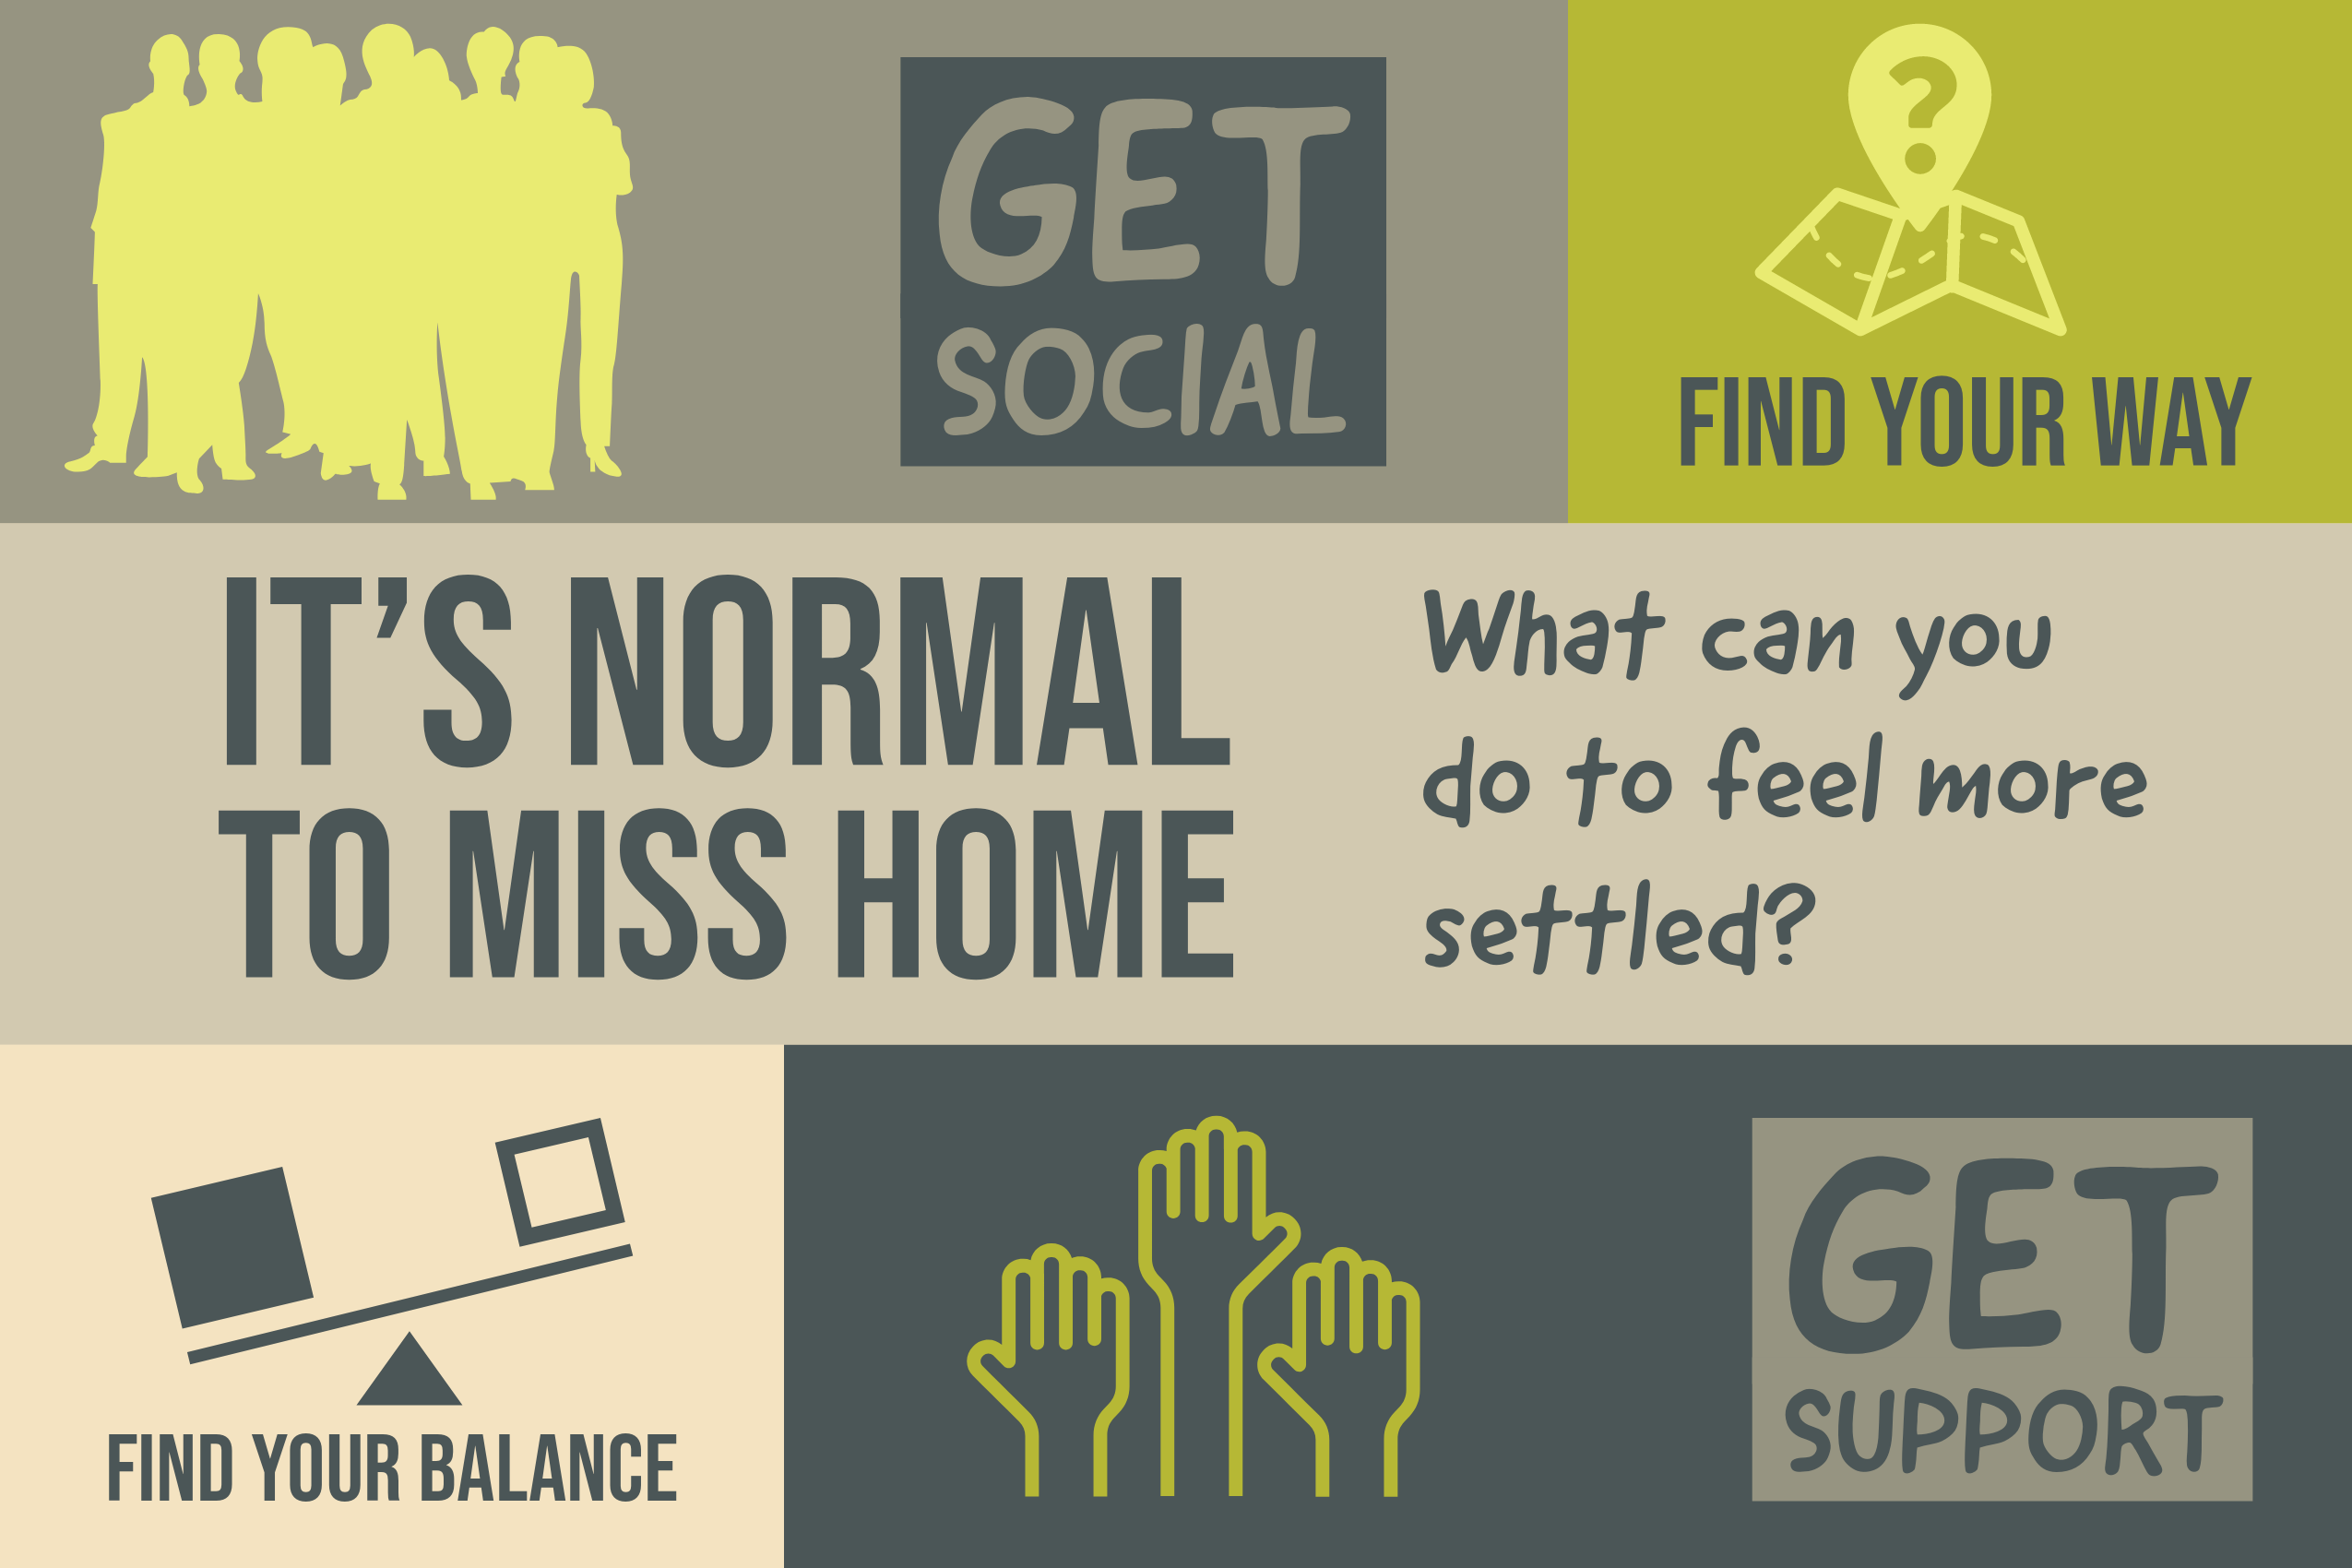 GET
SOCIAL
?
FIND YOUR WAY
IT’S NORMAL
TO MISS HOME
What can you
do to feel more
settled?
FIND YOUR BALANCE
GET
SUPPORT